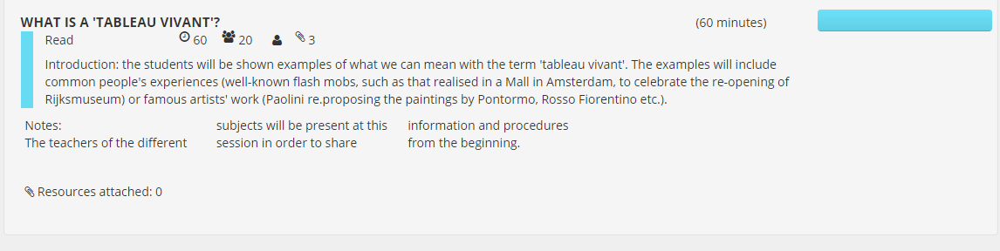 WHAT IS A 'TABLEAU VIVANT'? (60 minutes)
Read 60 20 3
Introduction: the students will be shown examples of what we can mean with the term 'tableau vivant'. The examples will include
common people's experiences (well-known flash mobs, such as that realised in a Mall in Amsterdam, to celebrate the re-opening of
Rijksmuseum) or famous artists' work (Paolini re.proposing the paintings by Pontormo, Rosso Fiorentino etc.).
Notes:
The teachers of the different
subjects will be present at this
session in order to share
information and procedures
from the beginning.
Resources attached: 0